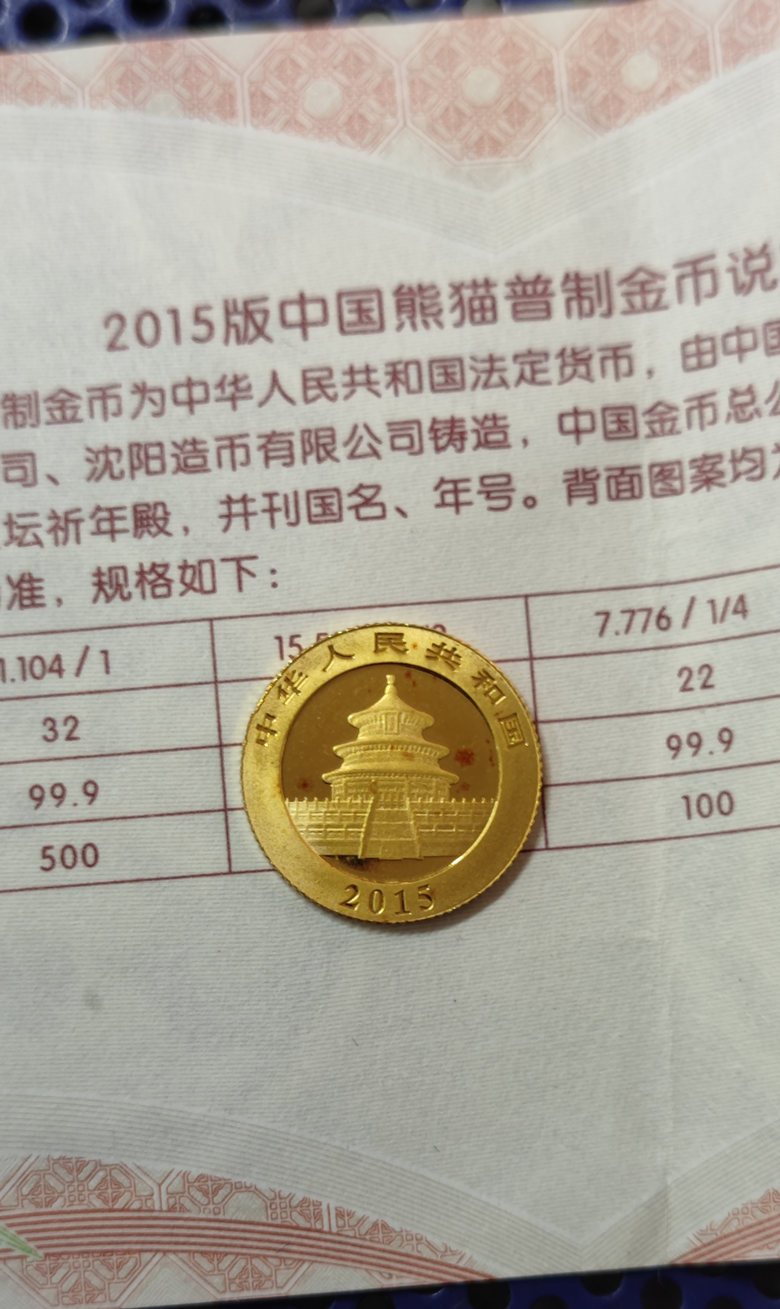 2015版中国熊猫普制金币说
制金币为中华人民共和国法定货币，由中国
司、沈阳造币有限公司铸造，中国金币总公
坛祈年殿，并刊国名、年号。背面图案均为
准，规格如下：
1.104 / 1 15.5 7.776 / 1/4
32 22
99.9 99.9
500 100
中华人民共和国
2015